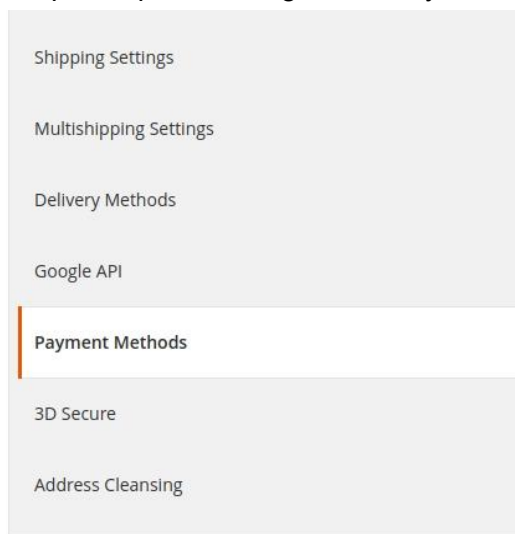 Shipping Settings
Multishipping Settings
Delivery Methods
Google API
Payment Methods
3D Secure
Address Cleansing